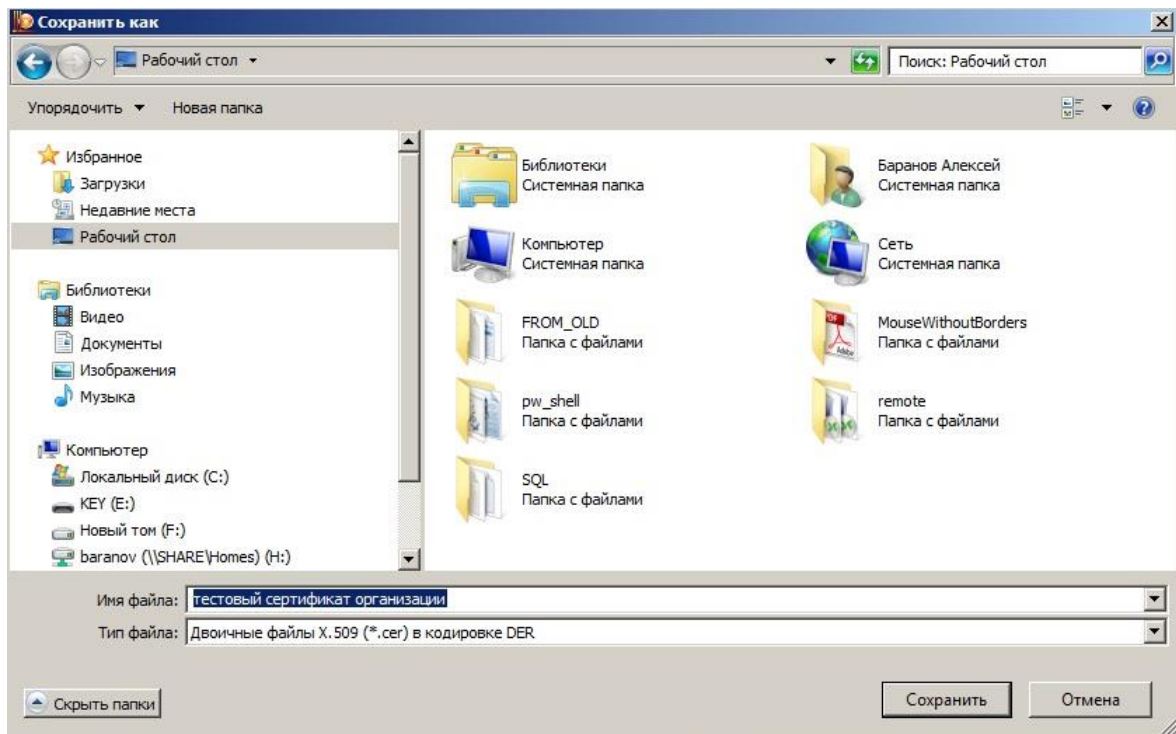 Сохранить как
Рабочий стол
Поиск: Рабочий стол
Упорядочить
Новая папка
Избранное
Загрузки
Недавние места
Рабочий стол
Библиотеки
Видео
Документы
Изображения
Музыка
Компьютер
Локальный диск (C:)
KEY (E:)
Новый том (F:)
baranov (\\SHARE\Homes) (H:)
Библиотеки
Системная папка
Баранов Алексей
Системная папка
Компьютер
Системная папка
Сеть
Системная папка
FROM_OLD
Папка с файлами
MouseWithoutBorders
Папка с файлами
pw_shell
Папка с файлами
remote
Папка с файлами
SQL
Папка с файлами
Имя файла: тестовый сертификат организации
Тип файла: Двоичные файлы X.509 (*.cer) в кодировке DER
Скрыть папки
Сохранить
Отмена